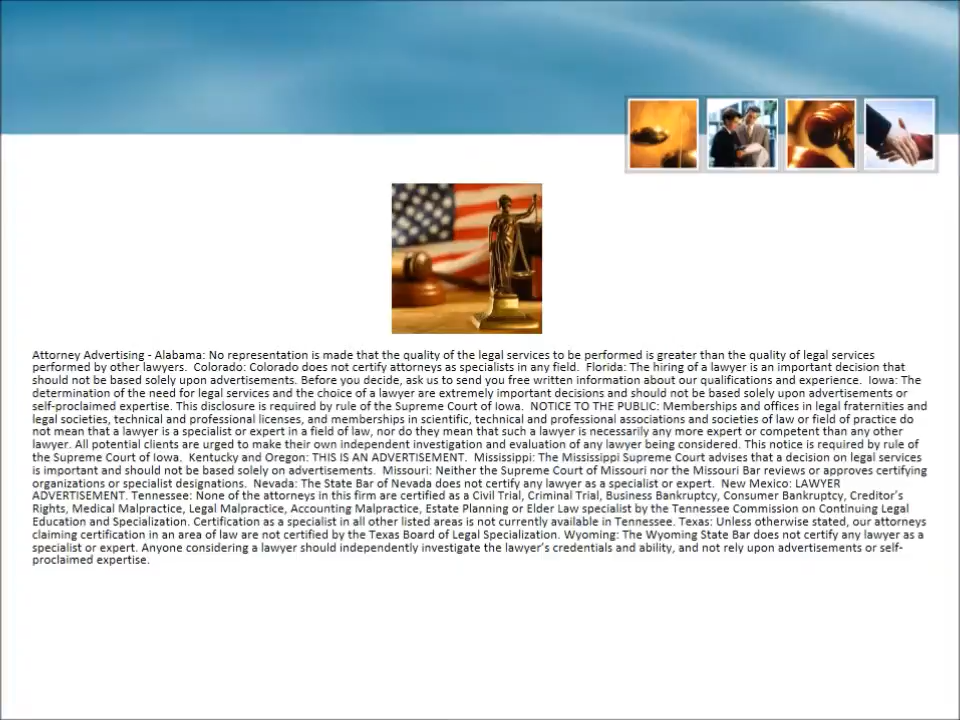 Attorney Advertising - Alabama: No representation is made that the quality of the legal services to be performed is greater than the quality of legal services
performed by other lawyers.  Colorado: Colorado does not certify attorneys as specialists in any field.  Florida: The hiring of a lawyer is an important decision that
should not be based solely upon advertisements. Before you decide, ask us to send you free written information about our qualifications and experience.  Iowa: The
determination of the need for legal services and the choice of a lawyer are extremely important decisions and should not be based solely upon advertisements or
self-proclaimed expertise. This disclosure is required by rule of the Supreme Court of Iowa.  NOTICE TO THE PUBLIC: Memberships and offices in legal fraternities and
legal societies, technical and professional licenses, and memberships in scientific, technical and professional associations and societies of law or field of practice do
not mean that a lawyer is a specialist or expert in a field of law, nor do they mean that such a lawyer is necessarily any more expert or competent than any other
lawyer. All potential clients are urged to make their own independent investigation and evaluation of any lawyer being considered. This notice is required by rule of
the Supreme Court of Iowa.  Kentucky and Oregon: THIS IS AN ADVERTISEMENT.  Mississippi: The Mississippi Supreme Court advises that a decision on legal services
is important and should not be based solely on advertisements.  Missouri: Neither the Supreme Court of Missouri nor the Missouri Bar reviews or approves certifying
organizations or specialist designations.  Nevada: The State Bar of Nevada does not certify any lawyer as a specialist or expert.  New Mexico: LAWYER
ADVERTISEMENT. Tennessee: None of the attorneys in this firm are certified as a Civil Trial, Criminal Trial, Business Bankruptcy, Consumer Bankruptcy, Creditor's
Rights, Medical Malpractice, Legal Malpractice, Accounting Malpractice, Estate Planning or Elder Law specialist by the Tennessee Commission on Continuing Legal
Education and Specialization. Certification as a specialist in all other listed areas is not currently available in Tennessee. Texas: Unless otherwise stated, our attorneys
claiming certification in an area of law are not certified by the Texas Board of Legal Specialization. Wyoming: The Wyoming State Bar does not certify any lawyer as a
specialist or expert. Anyone considering a lawyer should independently investigate the lawyer's credentials and ability, and not rely upon advertisements or self-
proclaimed expertise.